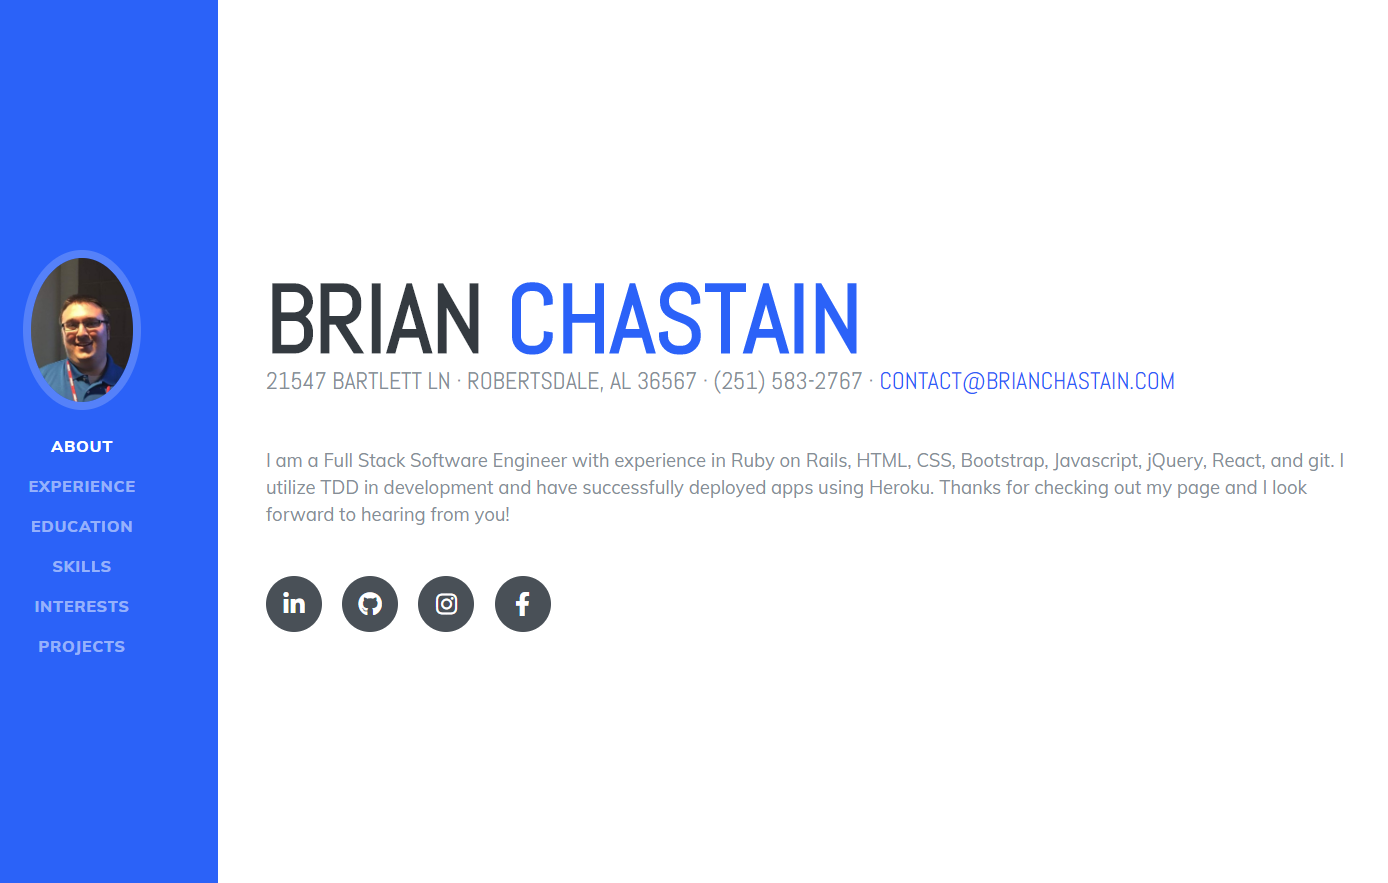 ABOUT
EXPERIENCE
EDUCATION
SKILLS
INTERESTS
PROJECTS
BRIAN CHASTAIN
21547 BARTLETT LN · ROBERTSDALE, AL 36567 · (251) 583-2767 · CONTACT@BRIANCHASTAIN.COM
I am a Full Stack Software Engineer with experience in Ruby on Rails, HTML, CSS, Bootstrap, Javascript, jQuery, React, and git. I
utilize TDD in development and have successfully deployed apps using Heroku. Thanks for checking out my page and I look
forward to hearing from you!